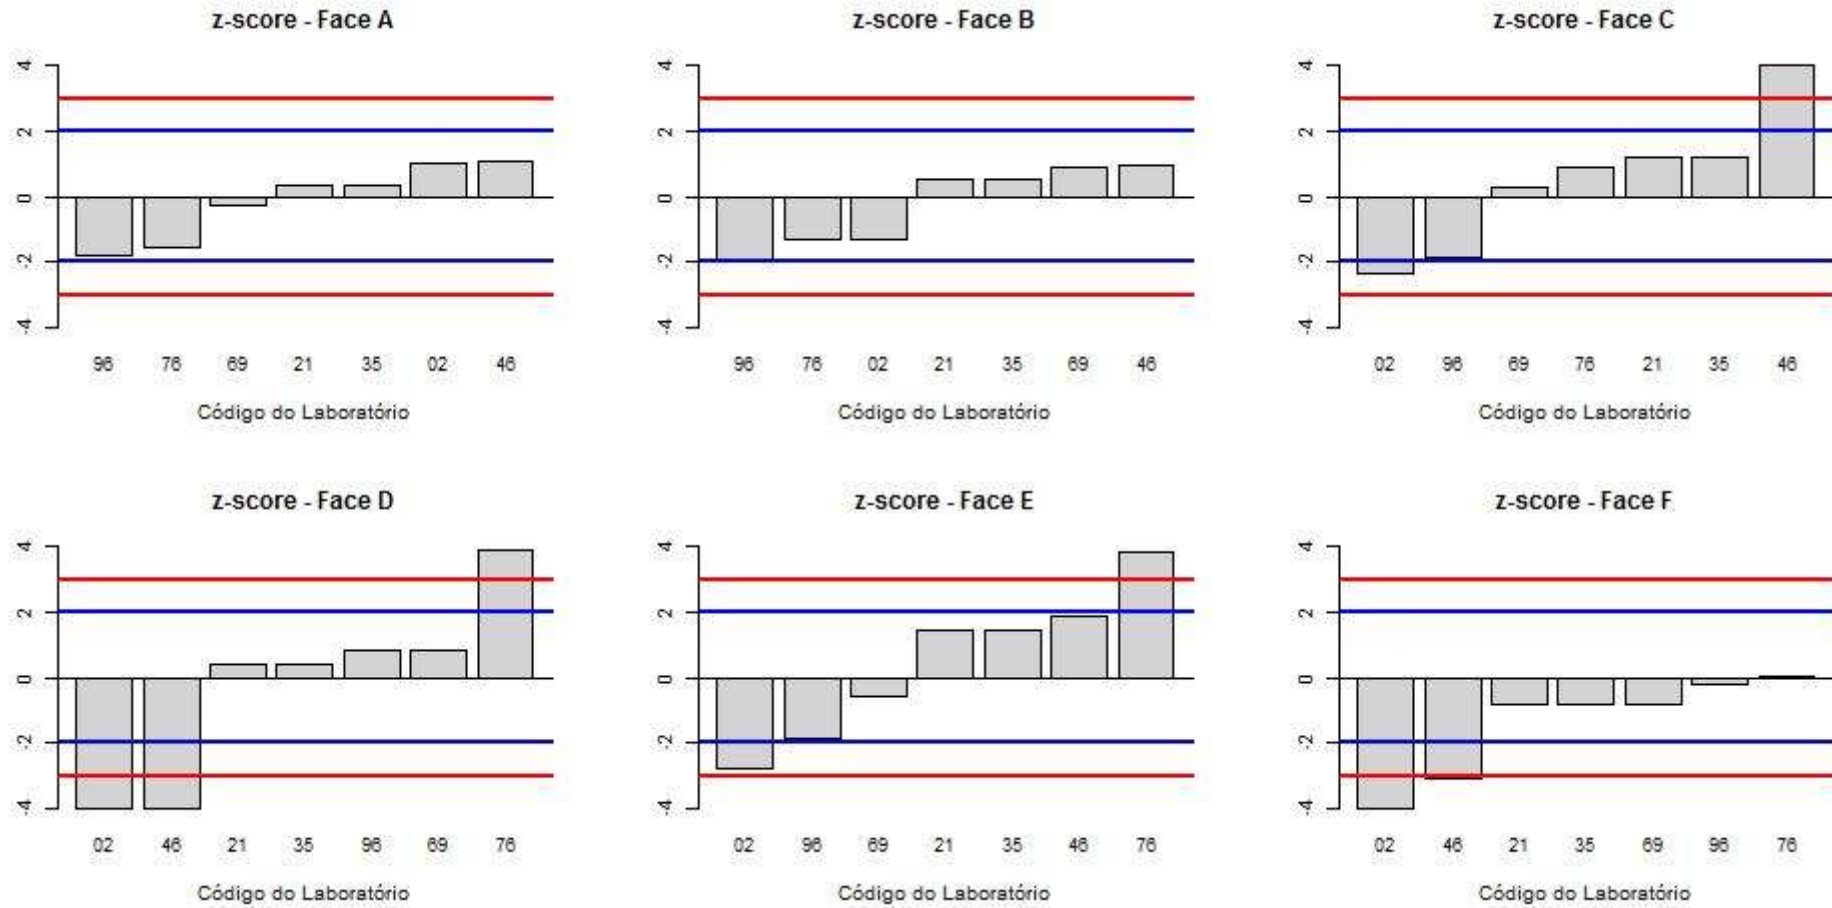 z-score - Face A
4
2
0
-2
-4
96 76 69 21 35 02 46
Código do Laboratório
z-score - Face B
4
2
0
-2
-4
96 76 02 21 35 69 46
Código do Laboratório
z-score - Face C
4
2
0
-2
-4
02 96 69 76 21 35 46
Código do Laboratório
z-score - Face D
4
2
0
-2
-4
02 46 21 35 96 69 76
Código do Laboratório
z-score - Face E
4
2
0
-2
-4
02 96 69 21 35 46 76
Código do Laboratório
z-score - Face F
4
2
0
-2
-4
02 46 21 35 69 96 76
Código do Laboratório